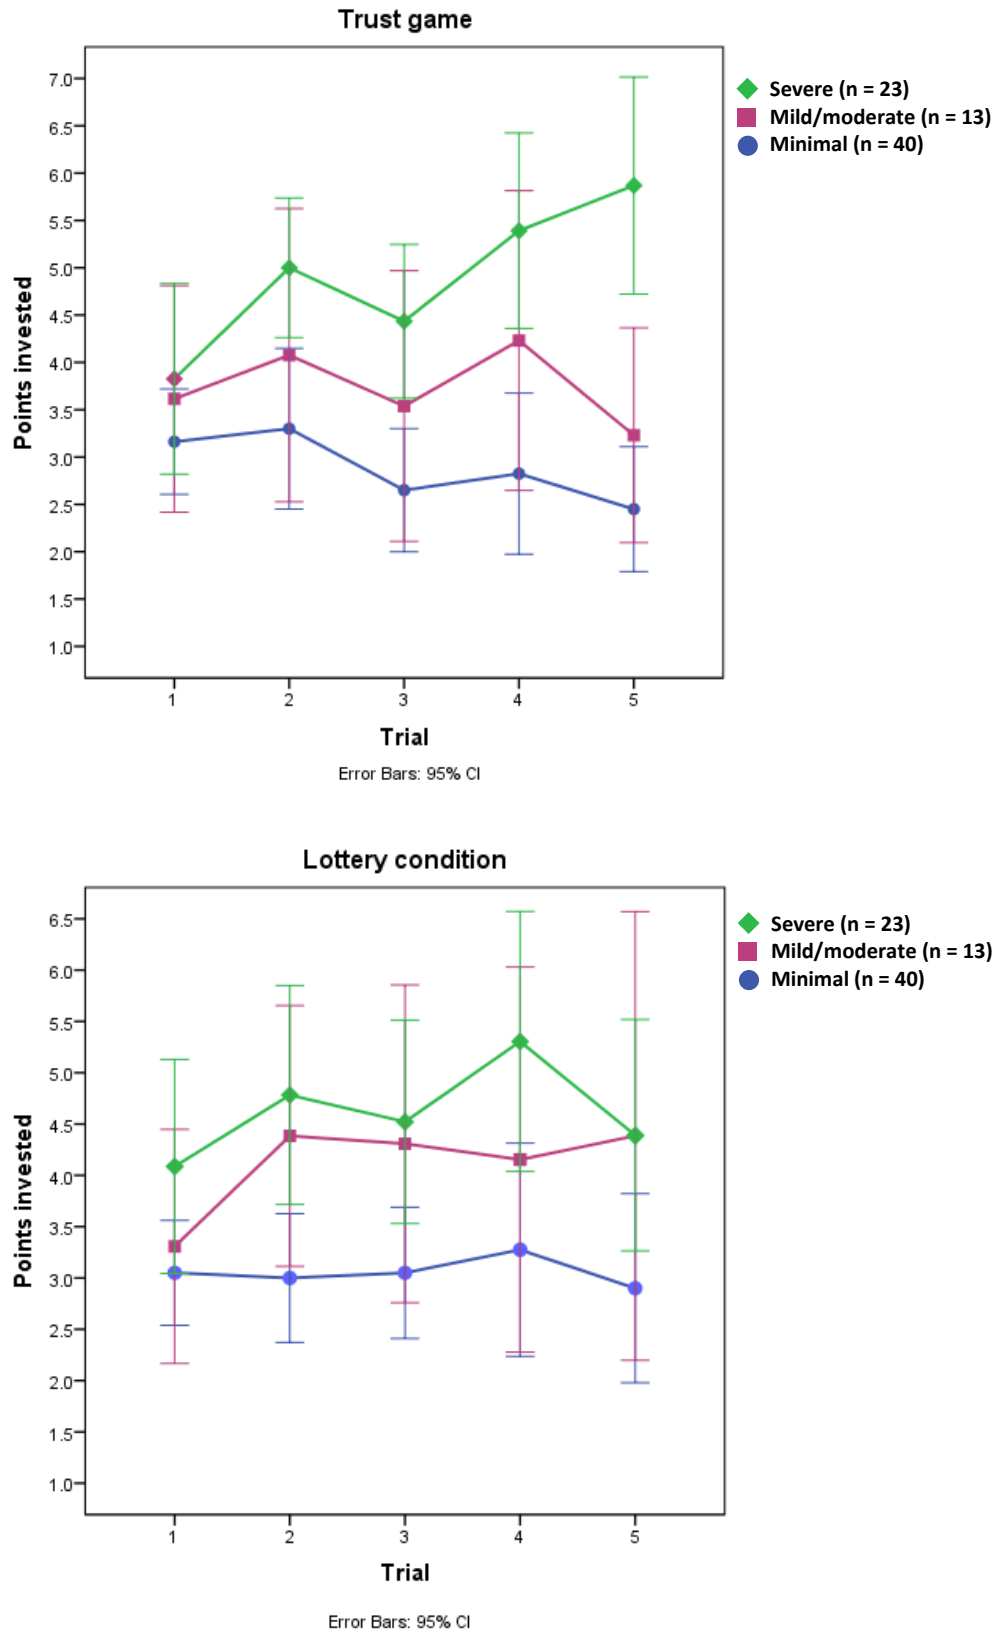 Trust game
7.0
6.5
6.0
5.5
5.0
4.5
4.0
3.5
3.0
2.5
2.0
1.5
1.0
Points invested
1 2 3 4 5
Trial
Error Bars: 95% CI
Severe (n = 23)
Mild/moderate (n = 13)
Minimal (n = 40)
Lottery condition
6.5
6.0
5.5
5.0
4.5
4.0
3.5
3.0
2.5
2.0
1.5
1.0
Points invested
1 2 3 4 5
Trial
Error Bars: 95% CI
Severe (n = 23)
Mild/moderate (n = 13)
Minimal (n = 40)